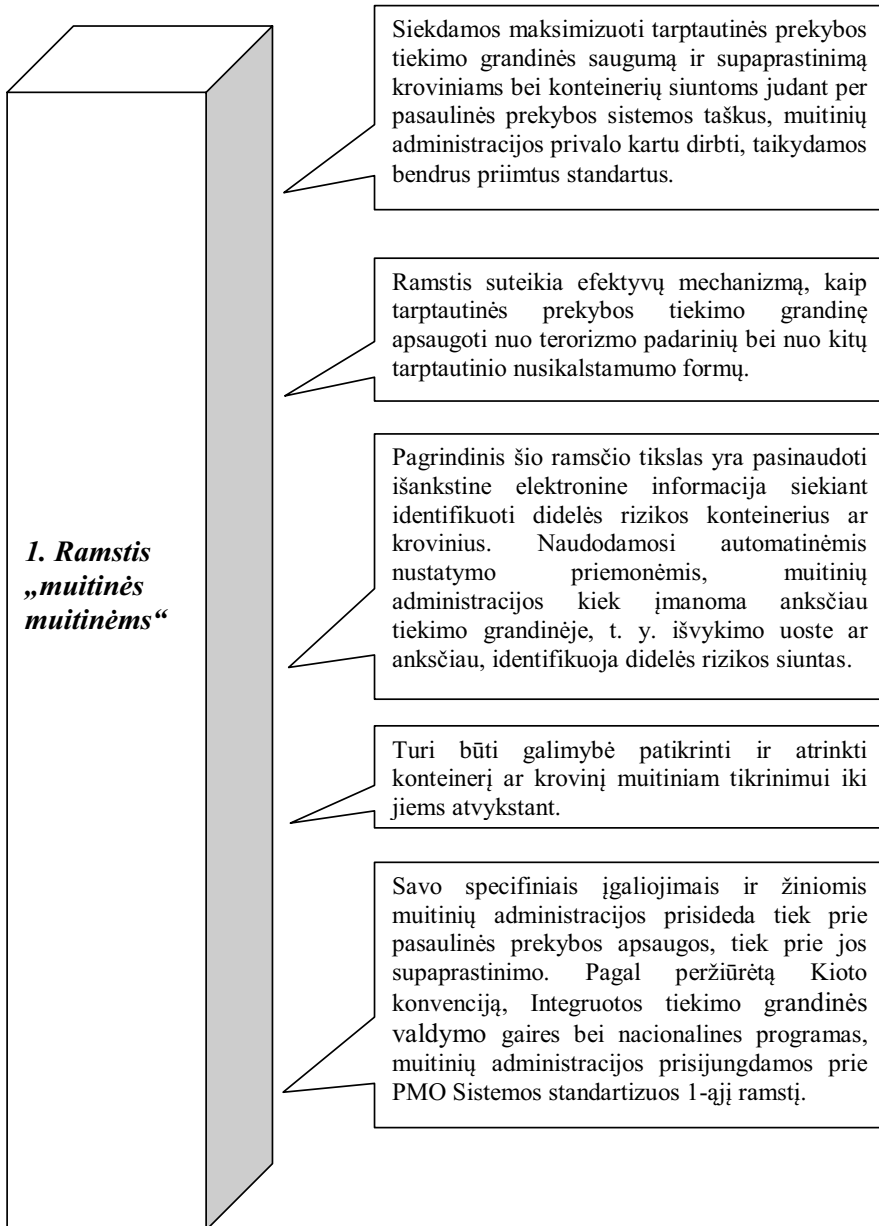 Siekdamos maksimizuoti tarptautinės prekybos
tiekimo grandinės saugumą ir supaprastinimą
kroviniams bei konteinerių siuntoms judant per
pasaulinės prekybos sistemos taškus, muitinių
administracijos privalo kartu dirbti, taikydamos
bendrus priimtus standartus.
Ramstis suteikia efektyvų mechanizmą, kaip
tarptautinės prekybos tiekimo grandinę
apsaugoti nuo terorizmo padarinių bei nuo kitų
tarptautinio nusikalstamumo formų.
1. Ramstis
„muitinės
muitinėms“
Pagrindinis šio ramsčio tikslas yra pasinaudoti
išankstine elektronine informacija siekiant
identifikuoti didelės rizikos konteinerius ar
krovinius. Naudodamosi automatinėmis
nustatymo priemonėmis, muitinių
administracijos kiek įmanoma anksčiau
tiekimo grandinėje, t. y. išvykimo uoste ar
anksčiau, identifikuoja didelės rizikos siuntas.
Turi būti galimybė patikrinti ir atrinkti
konteinerį ar krovinį muitiniam tikrinimui iki
jiems atvykstant.
Savo specifiniais įgaliojimais ir žiniomis
muitinių administracijos prisideda tiek prie
pasaulinės prekybos apsaugos, tiek prie jos
supaprastinimo. Pagal peržiūrėtą Kioto
konvenciją, Integruotos tiekimo grandinės
valdymo gaires bei nacionalines programas,
muitinių administracijos prisijungdamos prie
PMO Sistemos standartizuos 1-ąjį ramstį.